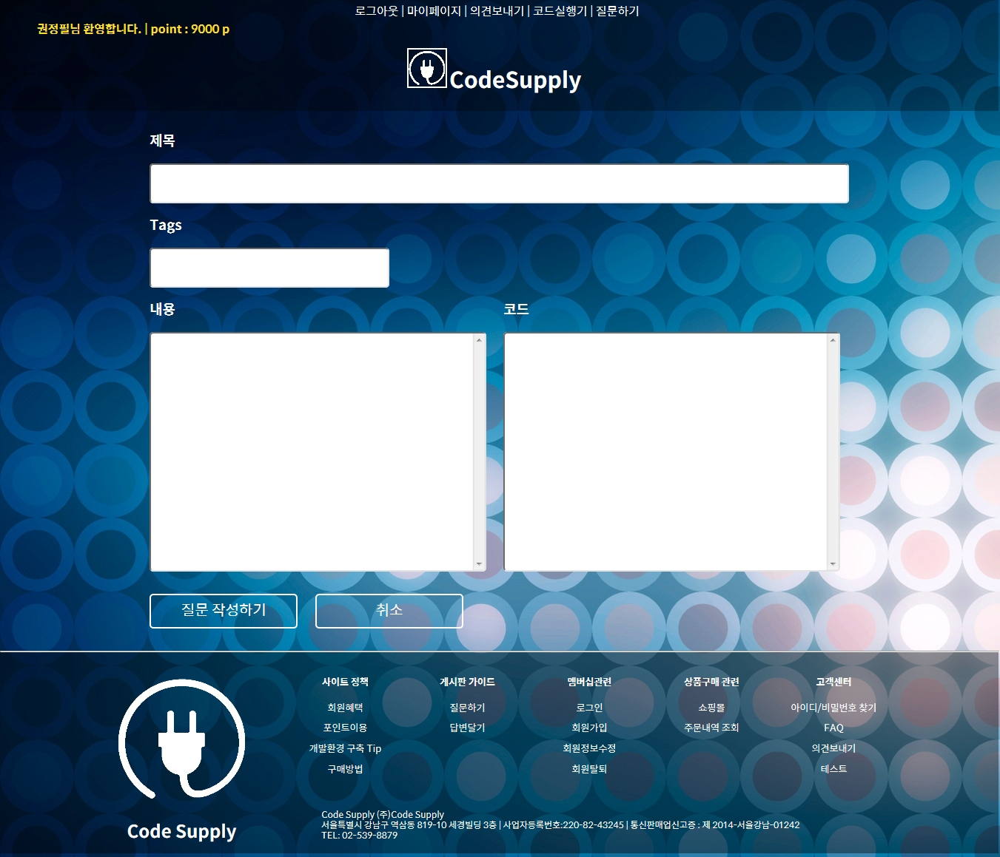 로그아웃 | 마이페이지 | 의견보내기 | 코드실행기 | 질문하기
권정필님 환영합니다. | point : 9000 p
CodeSupply
제목
Tags
내용 코드
질문 작성하기 취소
사이트 정책 게시판 가이드 멤버십관련 상품구매 관련 고객센터
회원혜택 질문하기 로그인 쇼핑몰 아이디/비밀번호 찾기
포인트이용 답변달기 회원가입 주문내역 조회 FAQ
개발환경 구축 Tip 회원정보수정 의견보내기
구매방법 회원탈퇴 테스트
Code Supply (주)Code Supply
서울특별시 강남구 역삼동 819-10 세경빌딩 3층 | 사업자등록번호:220-82-43245 | 통신판매업신고증 : 제 2014-서울강남-01242
TEL: 02-539-8879
Code Supply